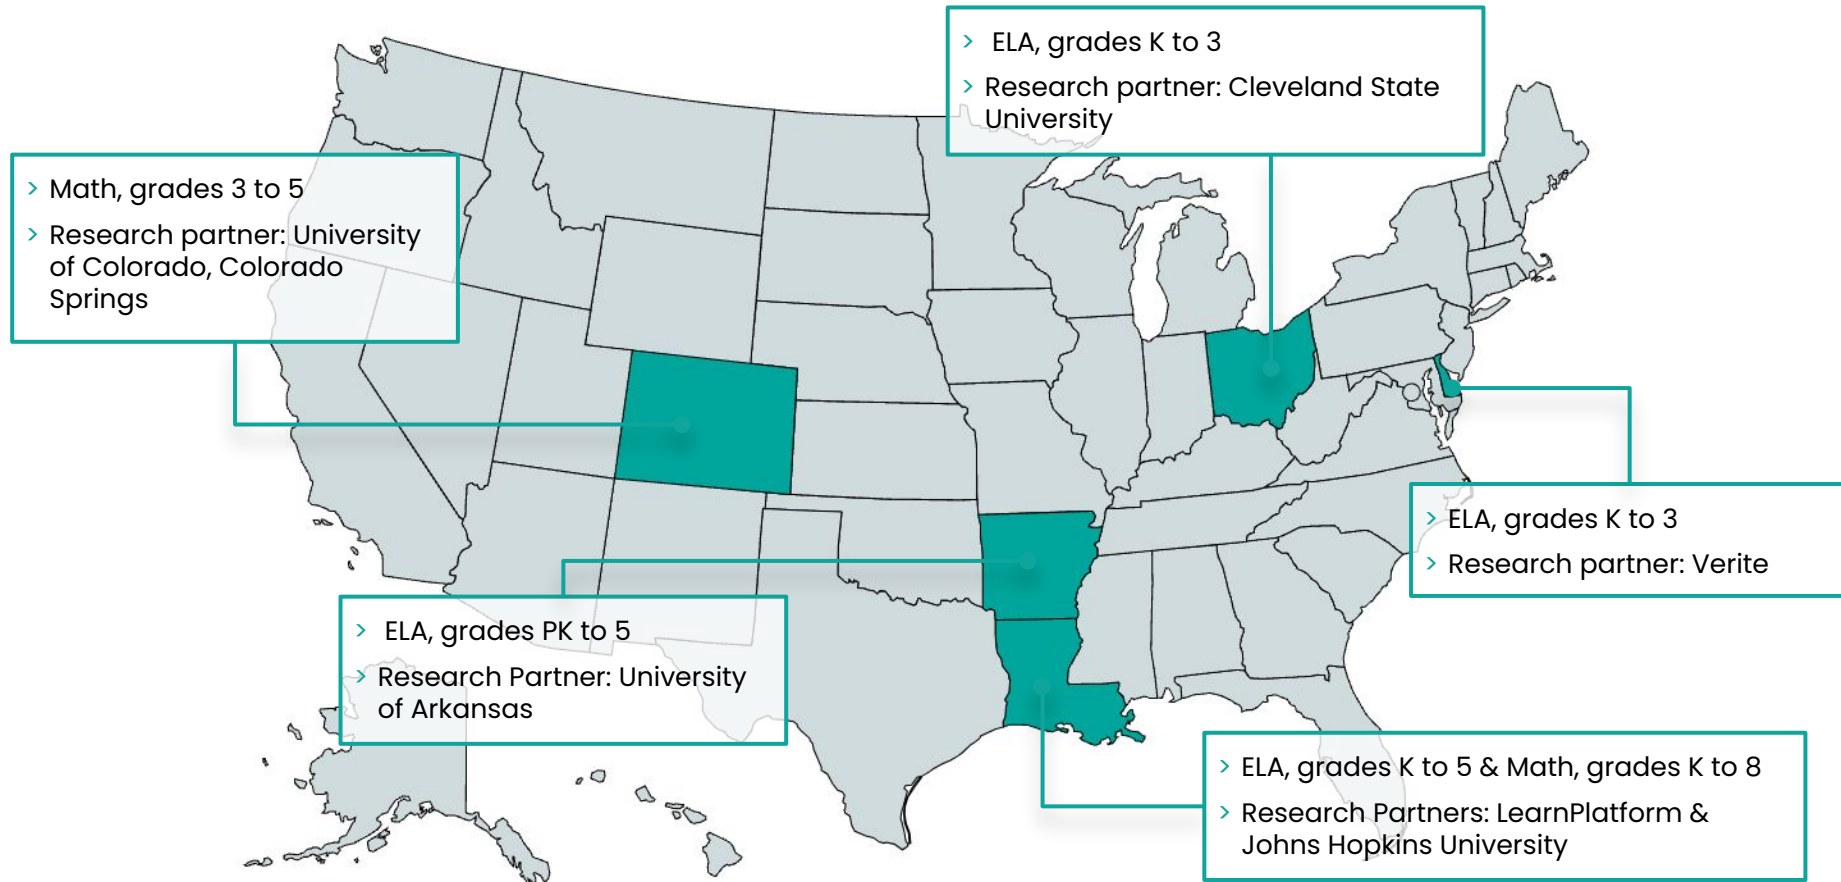 > ELA, grades K to 3
> Research partner: Cleveland State
University
> Math, grades 3 to 5
> Research partner: University
of Colorado, Colorado
Springs
> ELA, grades K to 3
> Research partner: Verite
> ELA, grades PK to 5
> Research Partner: University
of Arkansas
> ELA, grades K to 5 & Math, grades K to 8
> Research Partners: LearnPlatform &
Johns Hopkins University